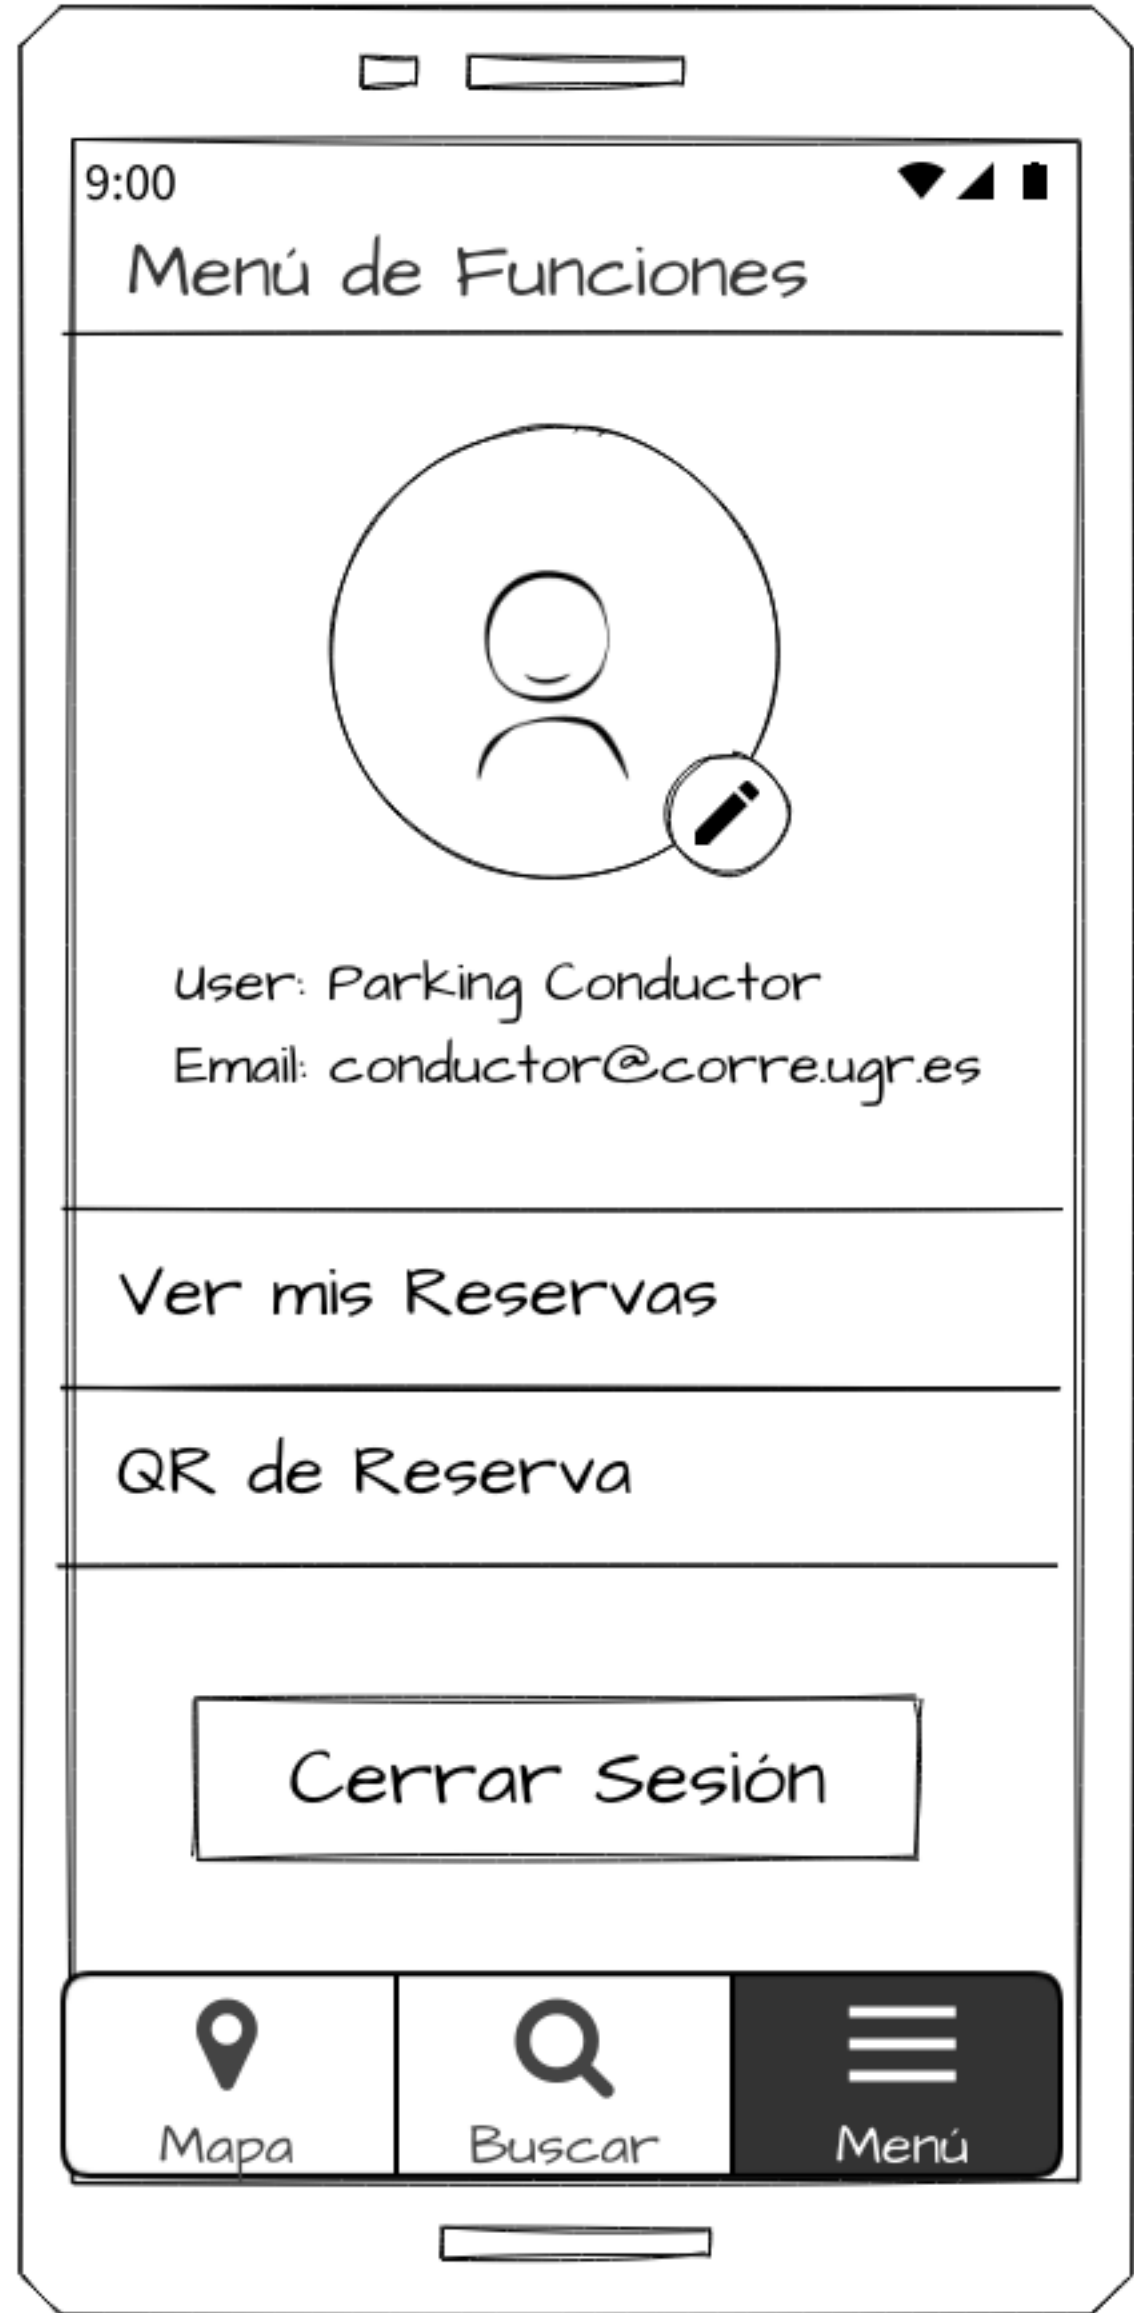 9:00
Menú de Funciones
User: Parking Conductor
Email: conductor@corre.ugr.es
Ver mis Reservas
QR de Reserva
Cerrar Sesión
Mapa
Buscar
Menú